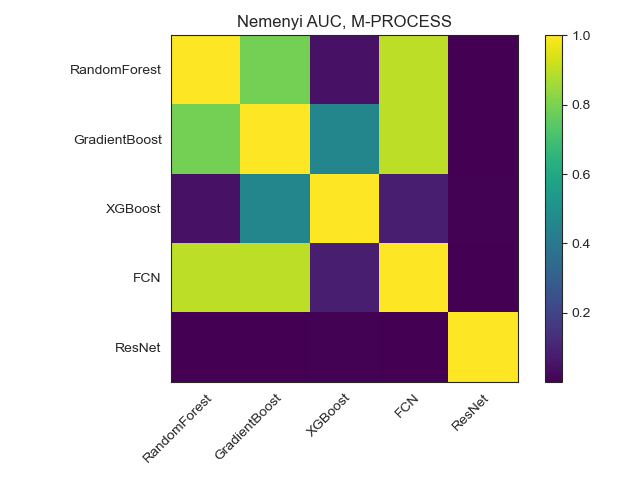 Nemenyi AUC, M-PROCESS
RandomForest
GradientBoost
XGBoost
FCN
ResNet
RandomForest
GradientBoost
XGBoost
FCN
ResNet
1.0
0.8
0.6
0.4
0.2